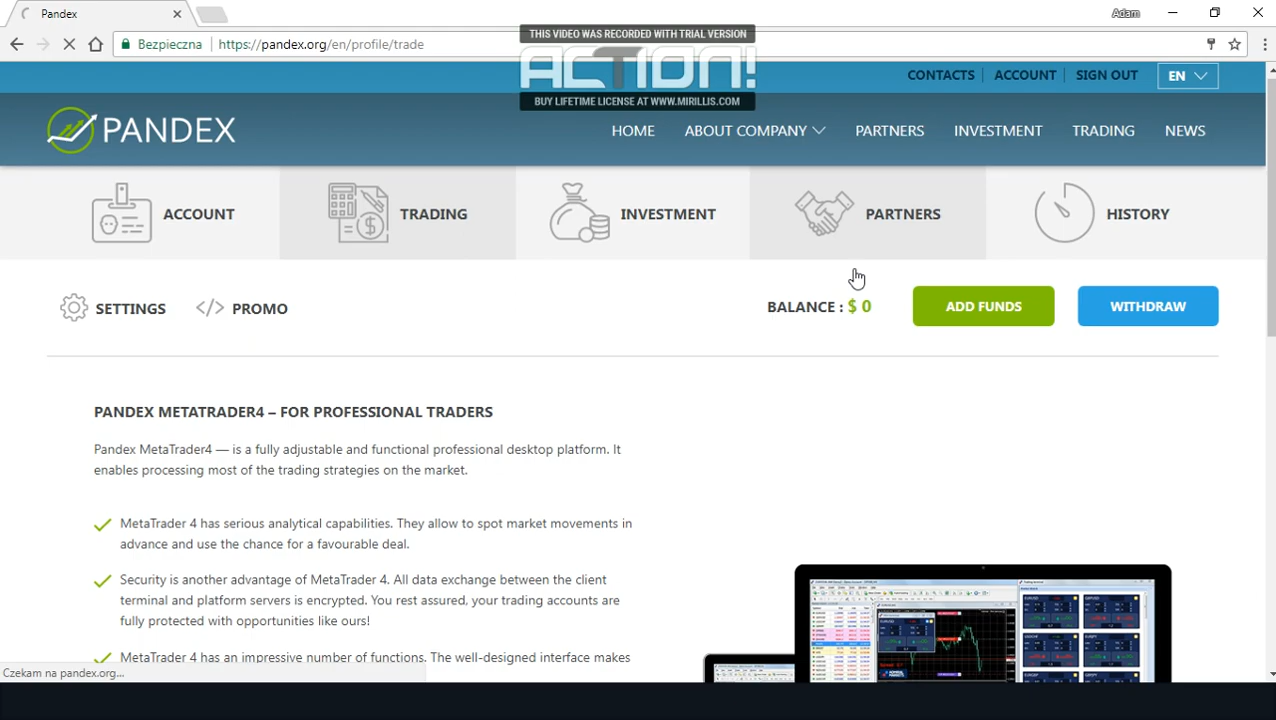 Pandex
Adam
Bezpieczna
https://pandex.org/en/profile/trade
THIS VIDEO WAS RECORDED WITH TRIAL VERSION
ACTION!
BUY LIFETIME LICENSE AT WWW.MIRILLIS.COM
CONTACTS
ACCOUNT
SIGN OUT
EN
PANDEX
HOME
ABOUT COMPANY
PARTNERS
INVESTMENT
TRADING
NEWS
ACCOUNT
TRADING
INVESTMENT
PARTNERS
HISTORY
SETTINGS
PROMO
BALANCE : $ 0
ADD FUNDS
WITHDRAW
PANDEX METATRADER4 – FOR PROFESSIONAL TRADERS
Pandex MetaTrader4 — is a fully adjustable and functional professional desktop platform. It
enables processing most of the trading strategies on the market.
MetaTrader 4 has serious analytical capabilities. They allow to spot market movements in
advance and use the chance for a favourable deal.
Security is another advantage of MetaTrader 4. All data exchange between the client
terminal and platform servers is encrypted. You rest assured, your trading accounts are
fully protected with opportunities like ours!
4 has an impressive The well-designed makes
Czekam na pandex.org...